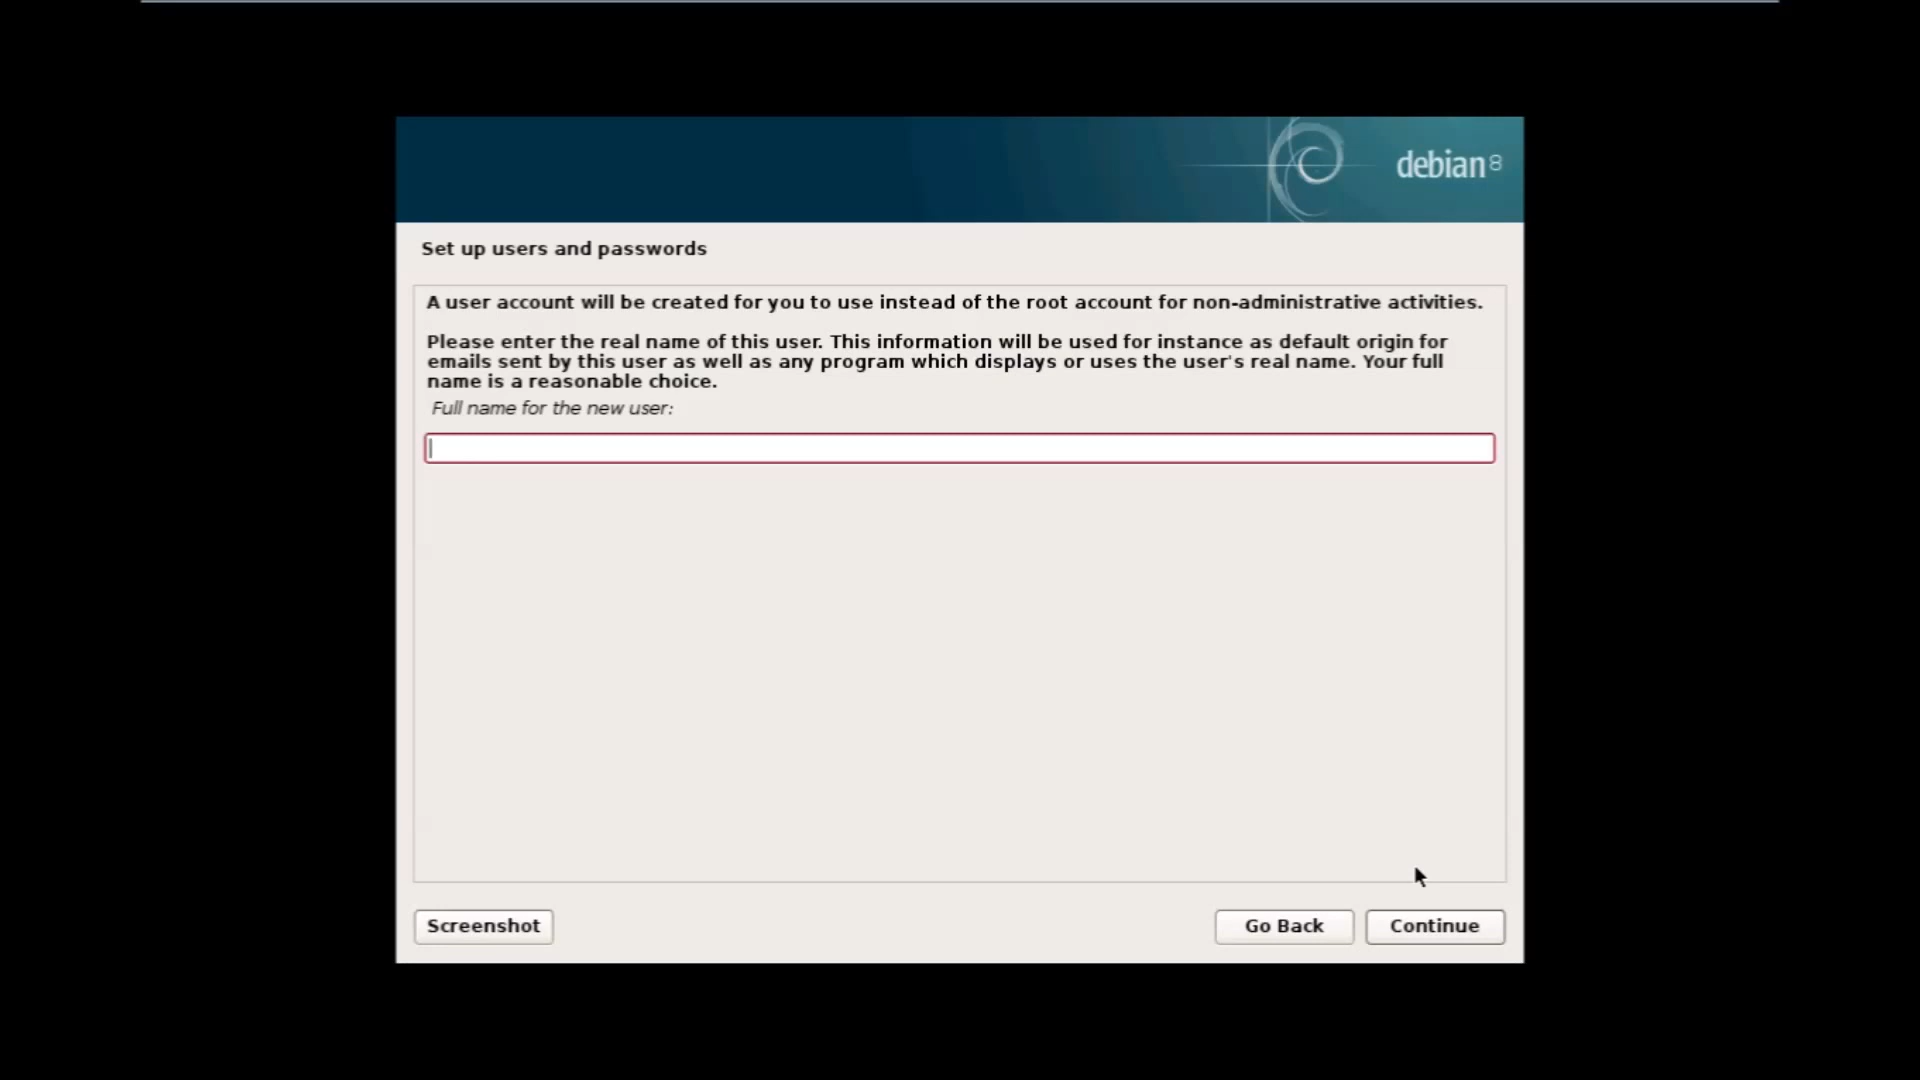 debian 8
Set up users and passwords
A user account will be created for you to use instead of the root account for non-administrative activities.
Please enter the real name of this user. This information will be used for instance as default origin for
emails sent by this user as well as any program which displays or uses the user's real name. Your full
name is a reasonable choice.
Full name for the new user:
Screenshot
Go Back
Continue